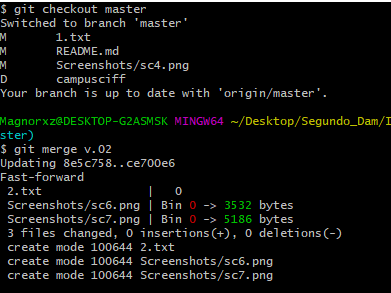 $ git checkout master
Switched to branch 'master'
M       1.txt
M       README.md
M       Screenshots/sc4.png
D       campusciff
Your branch is up to date with 'origin/master'.
Magnorxz@DESKTOP-G2ASMSK MINGW64 ~/Desktop/Segundo_Dam/
ster)
$ git merge v.02
Updating 8e5c758..ce700e6
Fast-forward
 2.txt               |   0
 Screenshots/sc6.png | Bin 0 -> 3532 bytes
 Screenshots/sc7.png | Bin 0 -> 5186 bytes
 3 files changed, 0 insertions(+), 0 deletions(-)
 create mode 100644 2.txt
 create mode 100644 Screenshots/sc6.png
 create mode 100644 Screenshots/sc7.png